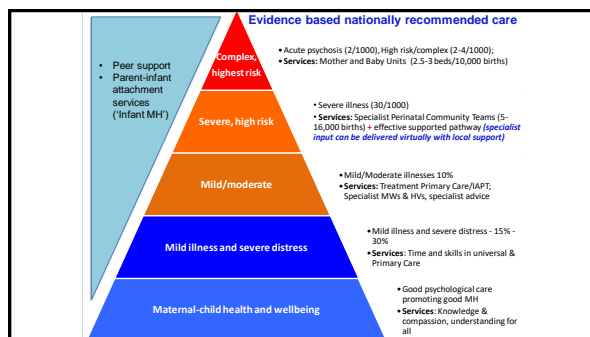 Evidence based nationally recommended care
• Peer support
• Parent-infant
attachment
services
('Infant MH')
Complex,
highest risk
• Acute psychosis (2/1000), High risk/complex (2-4/1000);
• Services: Mother and Baby Units (2.5-3 beds/10,000 births)
Severe, high risk
• Severe illness (30/1000)
• Services: Specialist Perinatal Community Teams (5-
16,000 births) + effective supported pathway (specialist
input can be delivered virtually with local support)
Mild/moderate
• Mild/Moderate illnesses 10%
• Services: Treatment Primary Care/IAPT;
Specialist MWs & HVs, specialist advice
Mild illness and severe distress
• Mild illness and severe distress - 15% -
30%
• Services: Time and skills in universal &
Primary Care
Maternal-child health and wellbeing
• Good psychological care
promoting good MH
• Services: Knowledge &
compassion, understanding for
all